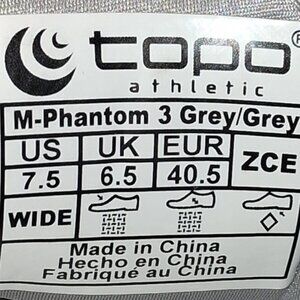 topo ®
athletic
M-Phantom 3 Grey/Grey
US UK EUR ZCE
7.5 6.5 40.5
WIDE
Made in China
Hecho en China
Fabriqué au China